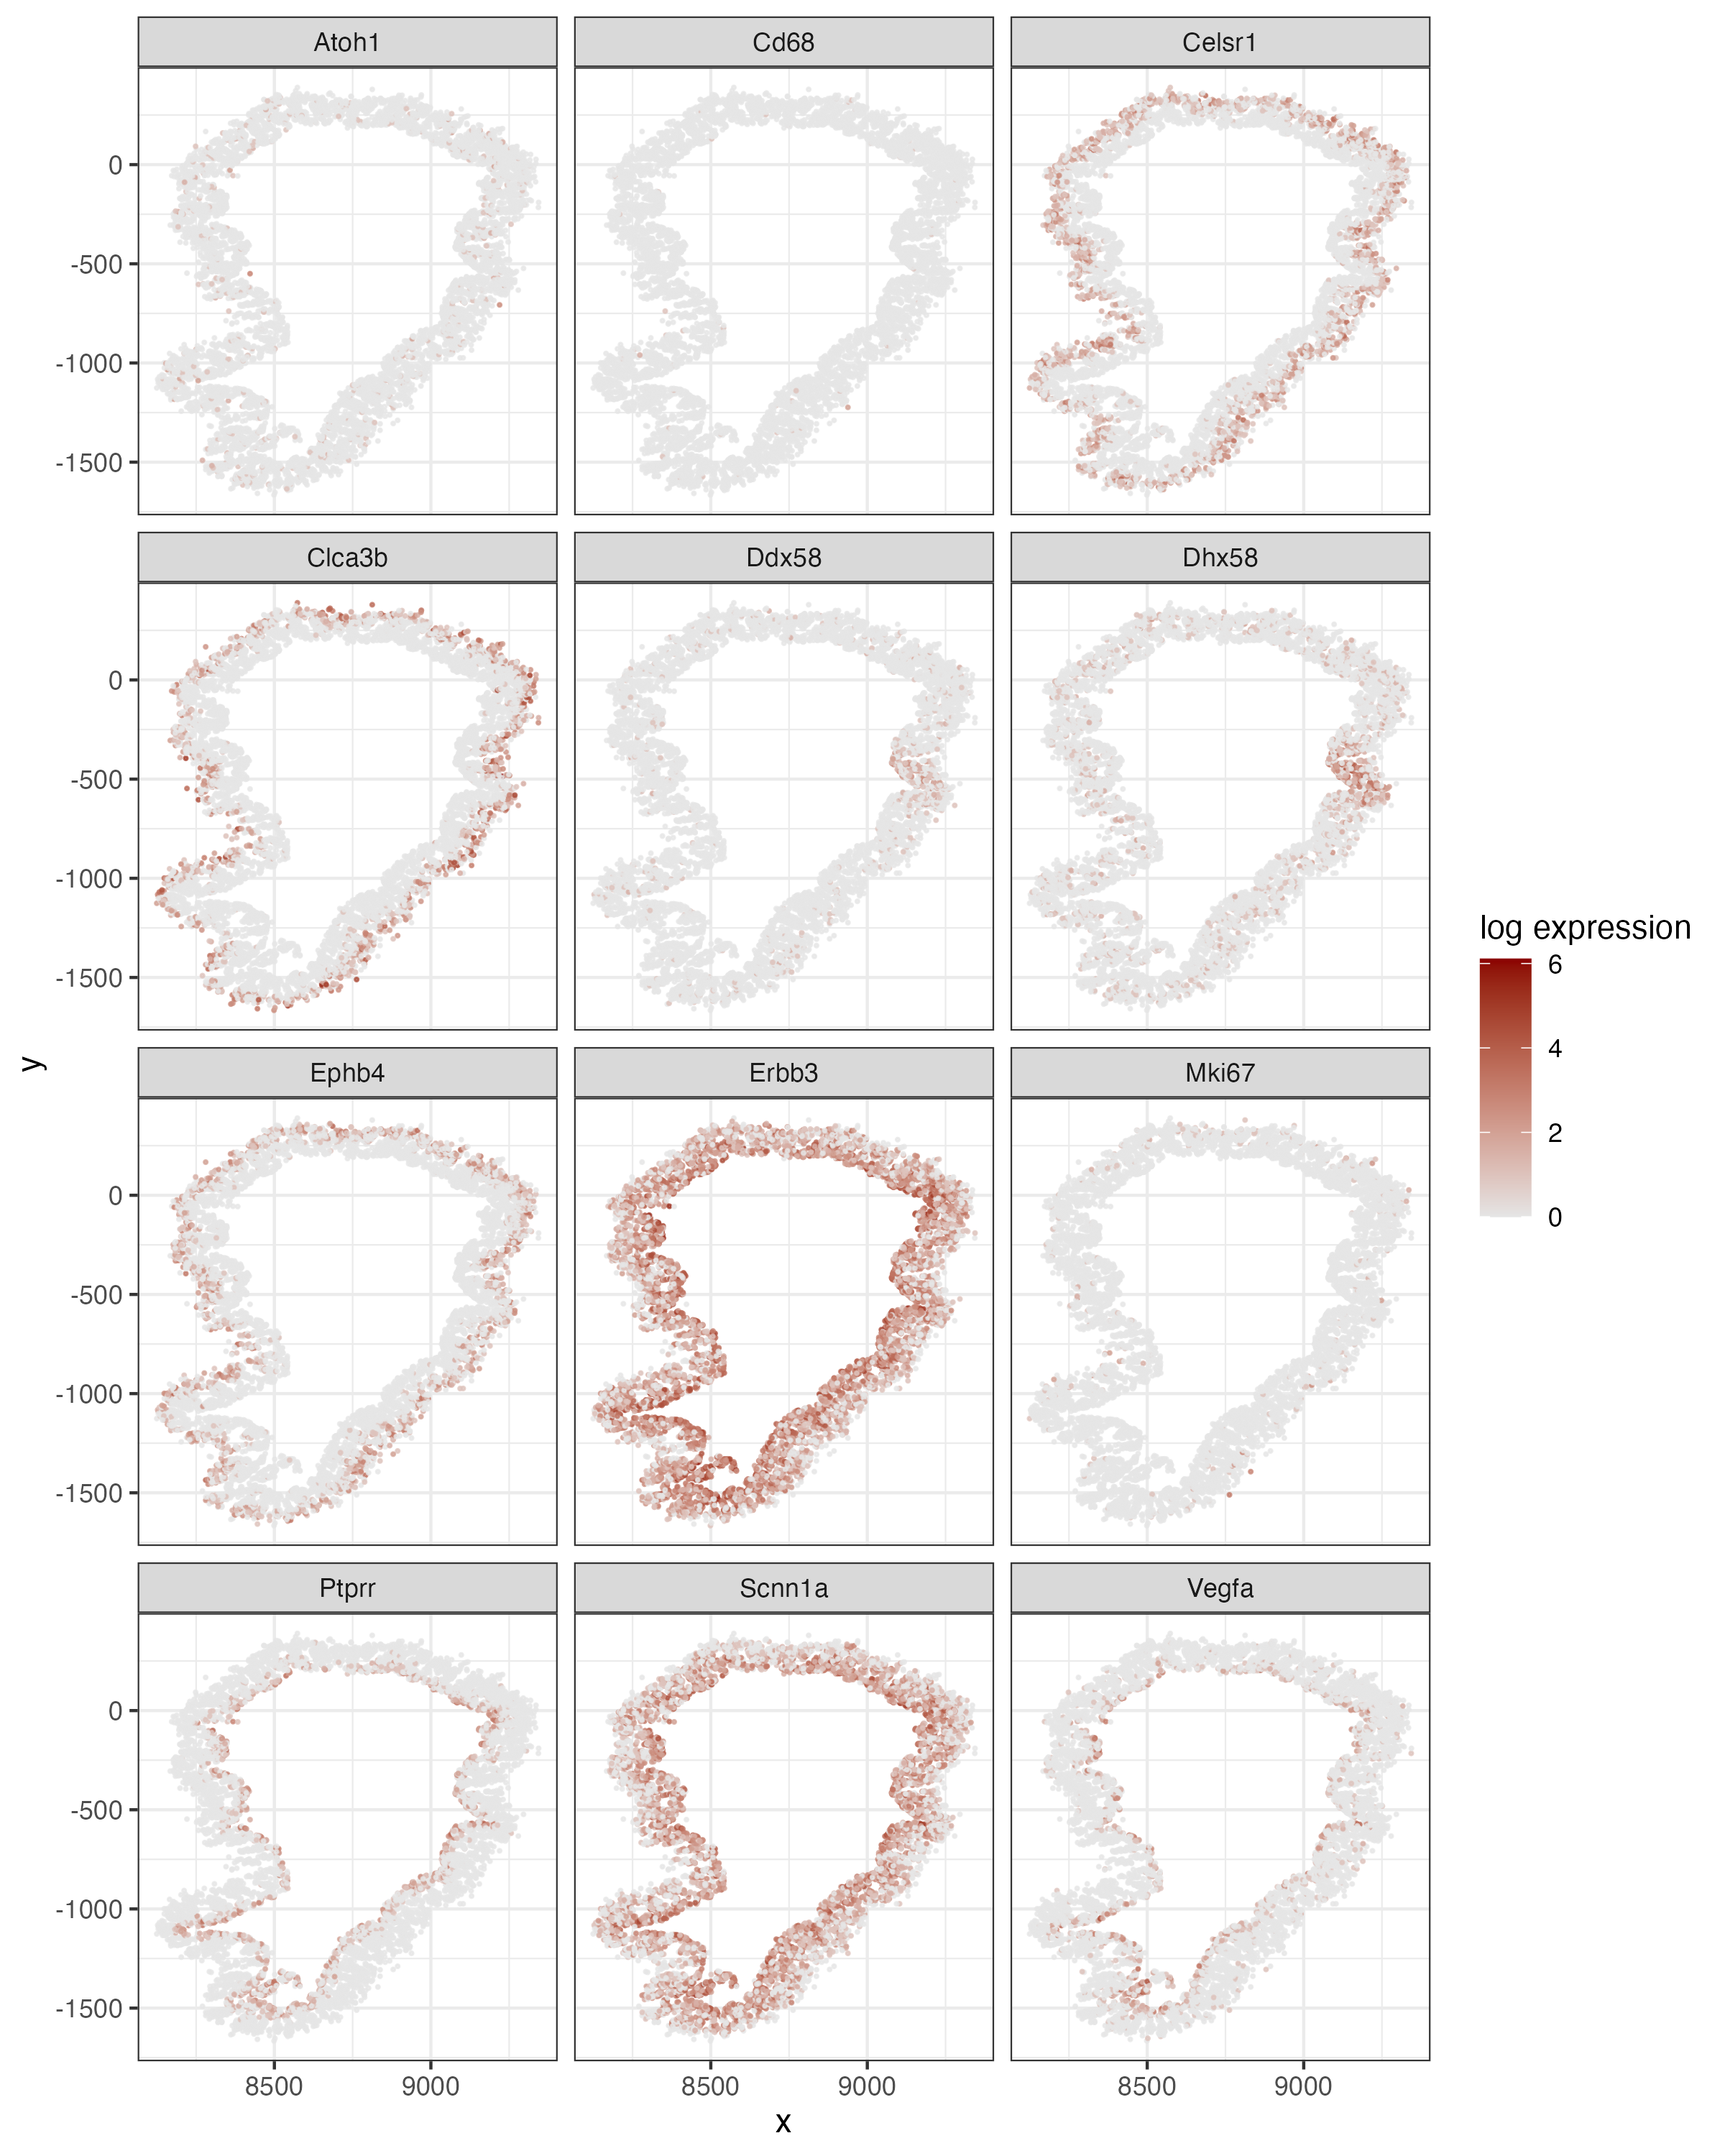 Atoh1 Cd68 Celsr1
0
-500
-1000
-1500
Clca3b Ddx58 Dhx58
0
-500
-1000
-1500
Ephb4 Erbb3 Mki67
0
-500
-1000
-1500
Ptprr Scnn1a Vegfa
0
-500
-1000
-1500
8500 9000 8500 9000 8500 9000
x
y
log expression
6
4
2
0